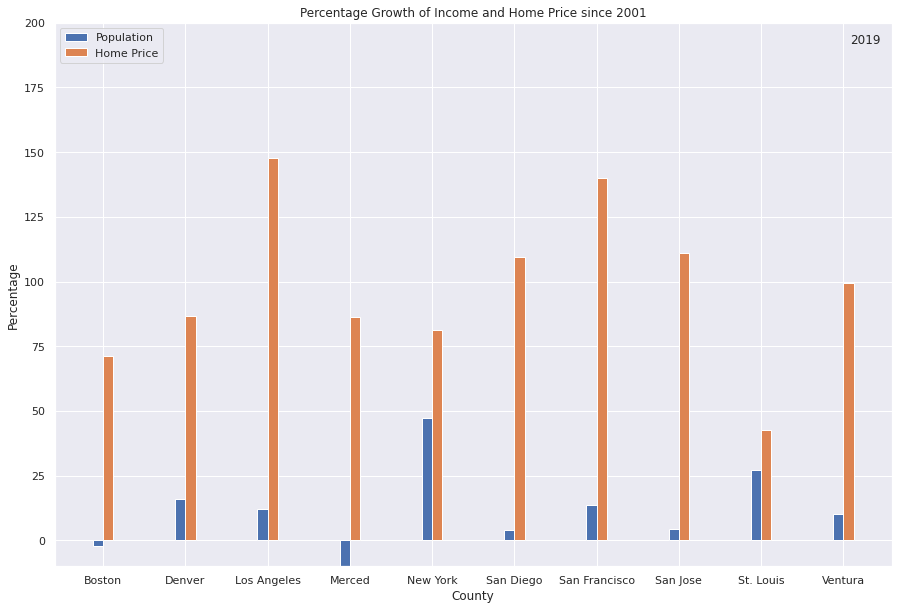 Percentage Growth of Income and Home Price since 2001
Population
Home Price
2019
200
175
150
125
100
75
50
25
0
Percentage
Boston Denver Los Angeles Merced New York San Diego San Francisco San Jose St. Louis Ventura
County